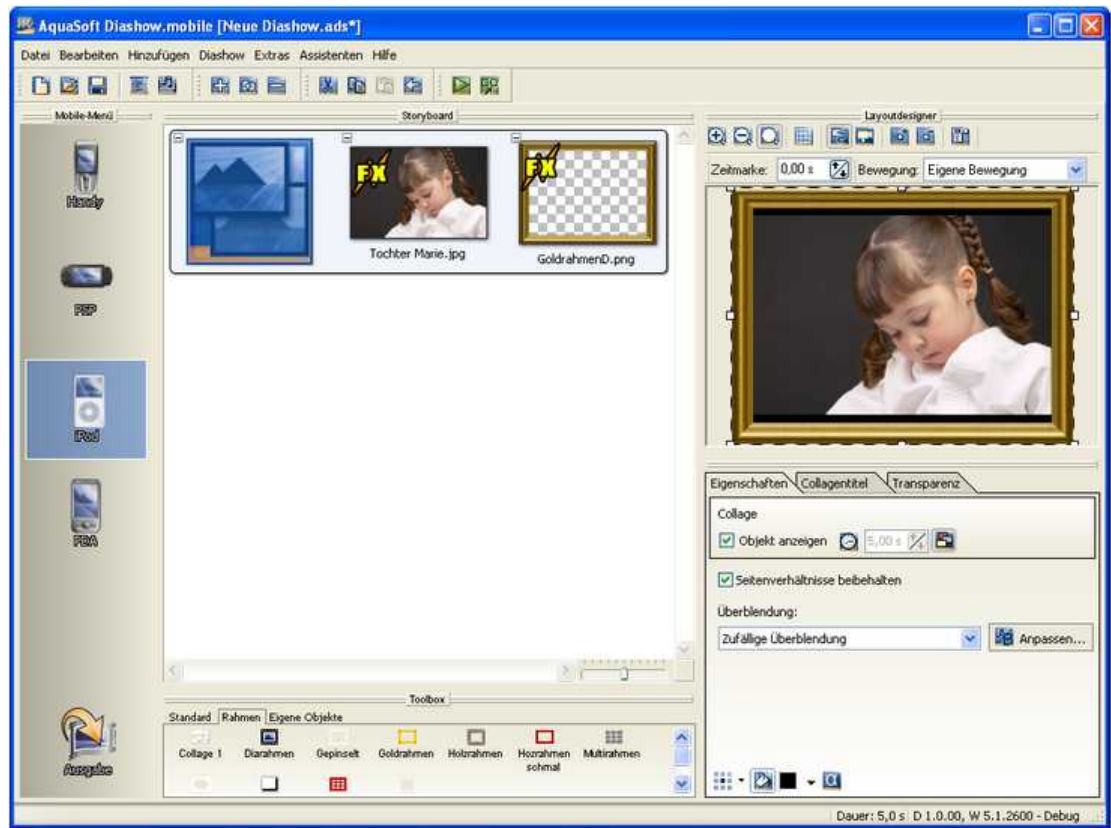 AquaSoft Diashow.mobile [Neue Diashow.ads*]
Datei Bearbeiten Hinzufügen Diashow Extras Assistenten Hilfe
Mobile-Menü
Storyboard
Layoutdesigner
Zeitmarke: 0,00 s Bewegung: Eigene Bewegung
Handy
PSP
iPod
PDA
Ausgabe
FX
Tochter Marie.jpg
FX
GoldrahmenD.png
Eigenschaften Collagentitel Transparenz
Collage
Objekt anzeigen 5,00 s
Seitenverhältnisse beibehalten
Überblendung:
Zufällige Überblendung Anpassen...
Toolbox
Standard Rahmen Eigene Objekte
Collage 1 Diarahmen Gepinselt Goldrahmen Holzrahmen Hozrahmen schmal Multirahmen
Dauer: 5,0 s D 1.0.00, W 5.1.2600 - Debug